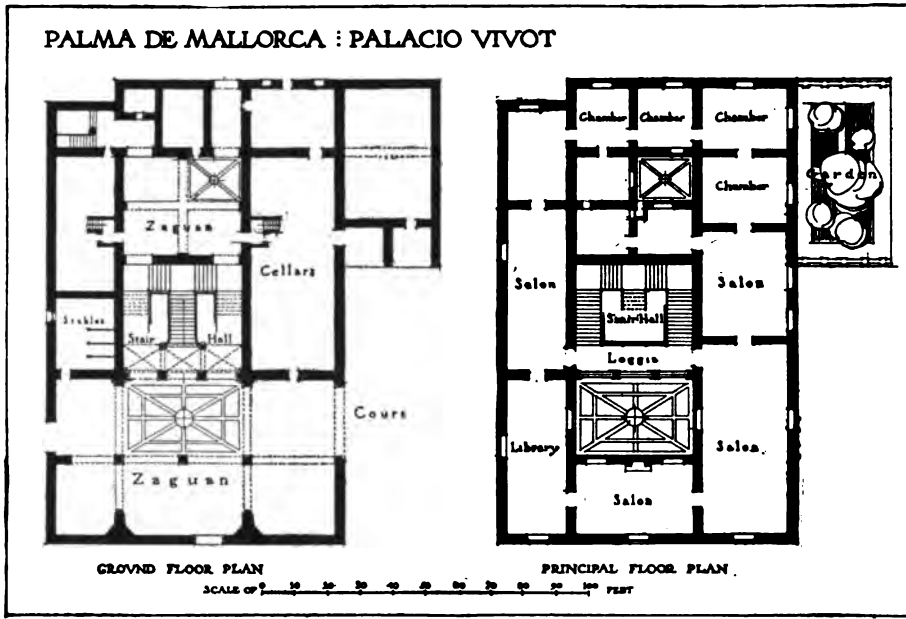 PALMA DE MALLORCA : PALACIO VIVOT
Zaguan
Cellars
Stables
Stair Hall
Cours
Zaguan
GROVND FLOOR PLAN
Chamber Chamber Chamber
Chamber
Garden
Salon
Salon
Stair Hall
Loggia
Library
Salon
Salon
PRINCIPAL FLOOR PLAN
SCALE OF 0 10 20 30 40 50 60 70 80 90 100 FEET